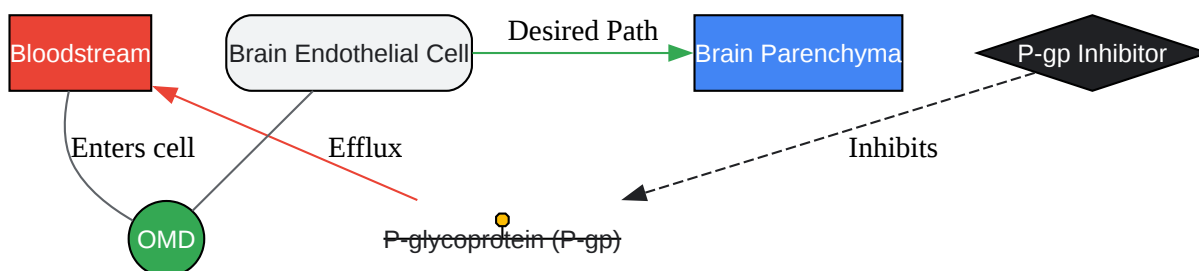 Bloodstream
Brain Endothelial Cell
Desired Path
Brain Parenchyma
P-gp Inhibitor
Enters cell
Efflux
Inhibits
OMD
P-glycoprotein (P-gp)